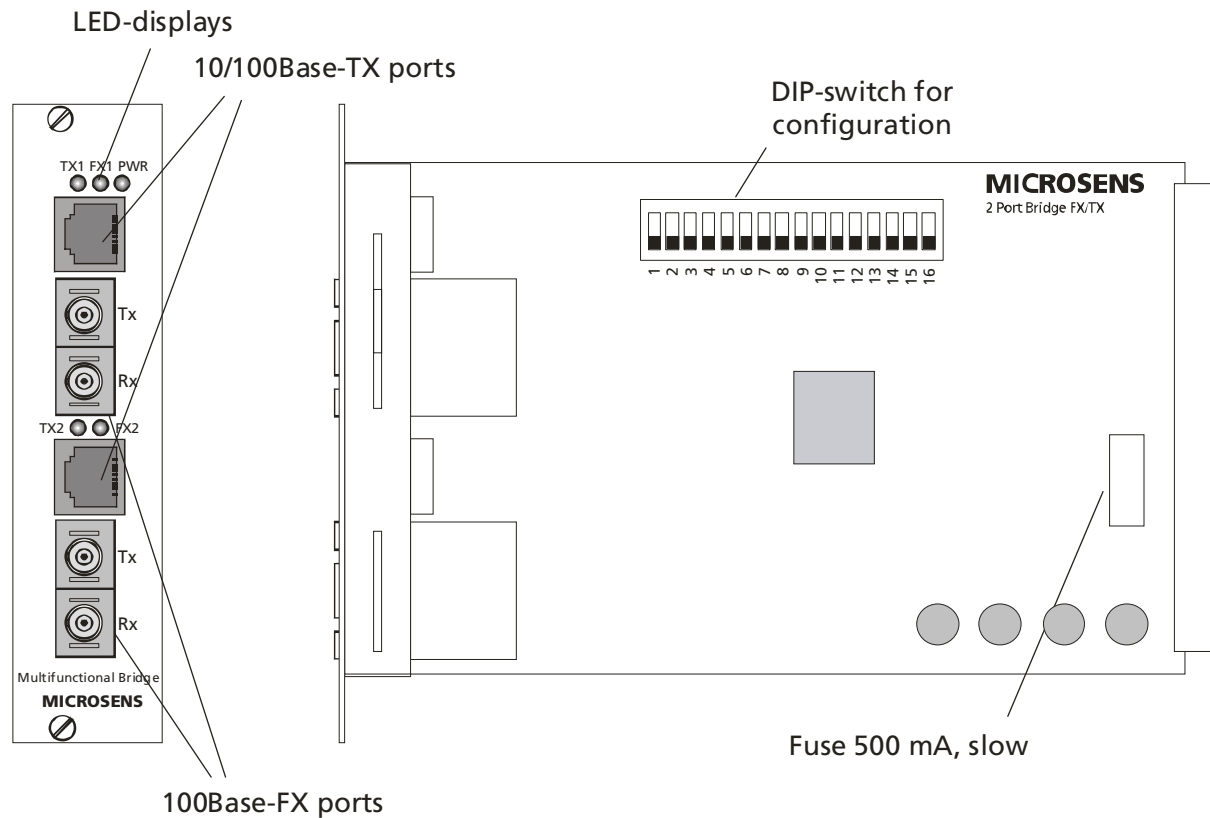 LED-displays
10/100Base-TX ports
DIP-switch for
configuration
TX1 FX1 PWR
MICROSENS
2 Port Bridge FX/TX
1 2 3 4 5 6 7 8 9 10 11 12 13 14 15 16
Tx
Rx
TX2 FX2
Tx
Rx
Multifunctional Bridge
MICROSENS
Fuse 500 mA, slow
100Base-FX ports